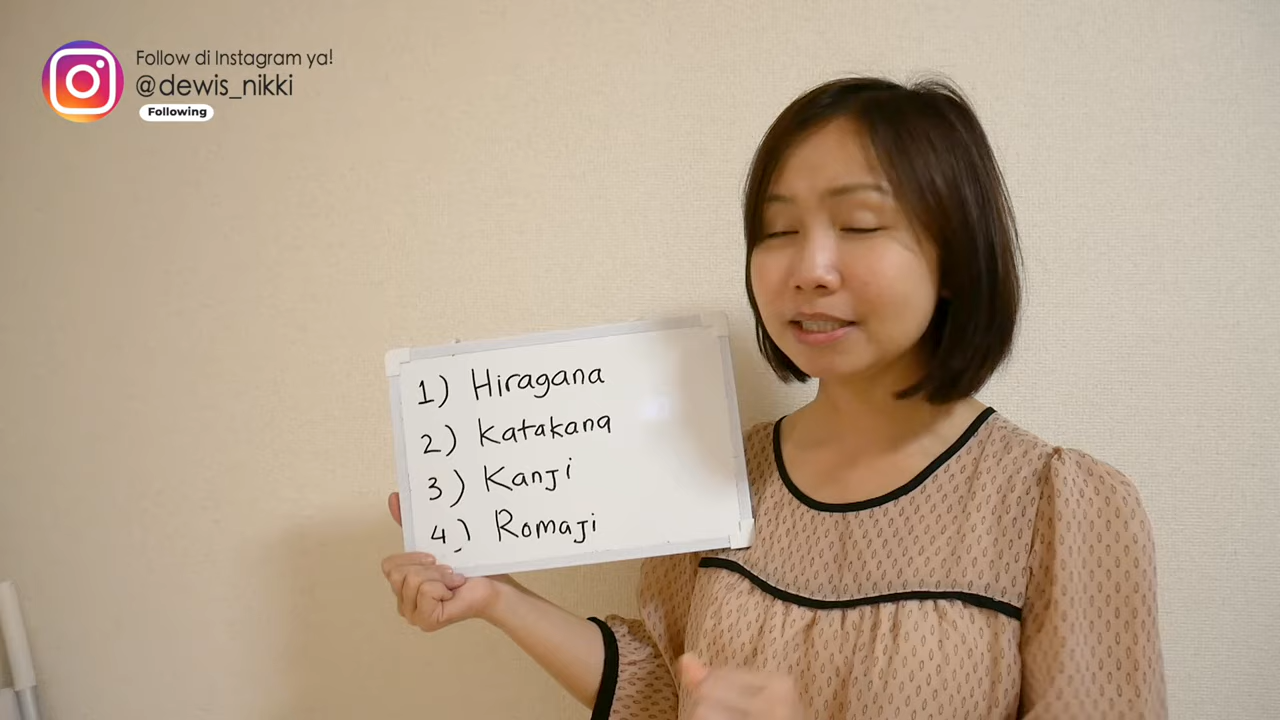 Follow di Instagram ya!
@dewis_nikki
Following
1) Hiragana
2) Katakana
3) Kanji
4) Romaji